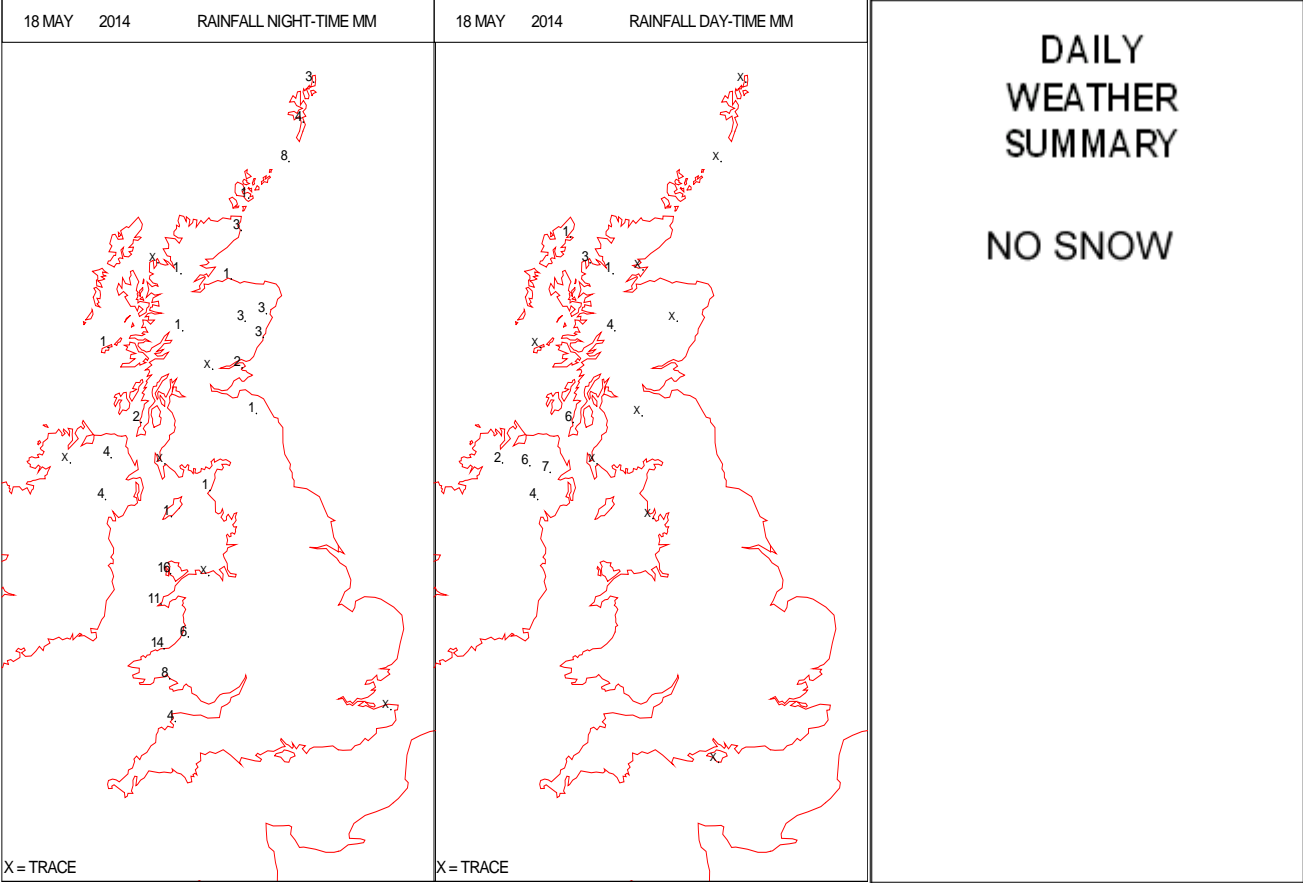 18 MAY 2014 RAINFALL NIGHT-TIME MM
3
4
8
1
3
x
1
1
3
3
1
3
1
2
x
1
2
4
x
x
1
4
1
16
x
11
6
14
8
x
4
X = TRACE
18 MAY 2014 RAINFALL DAY-TIME MM
x
x
1
3
x
1
x
4
x
x
6
2
6
x
7
4
x
x
X = TRACE
DAILY
WEATHER
SUMMARY
NO SNOW